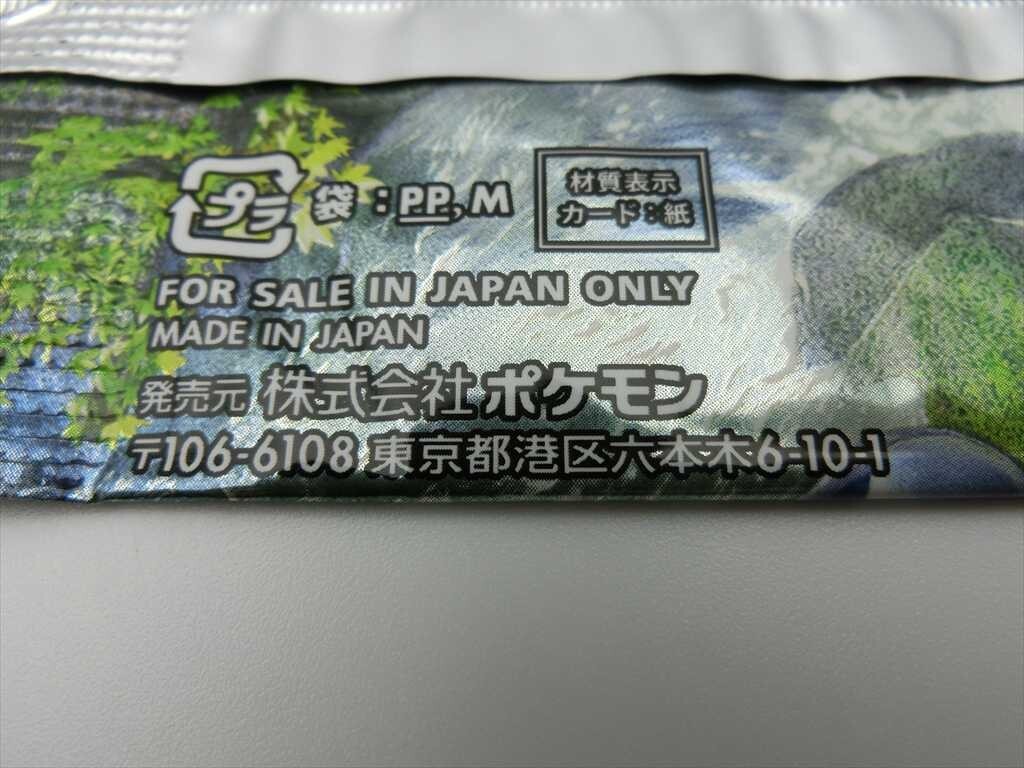 プラ 袋：PP,M
材質表示
カード：紙
FOR SALE IN JAPAN ONLY
MADE IN JAPAN
発売元 株式会社ポケモン
〒106-6108 東京都港区六本木6-10-1